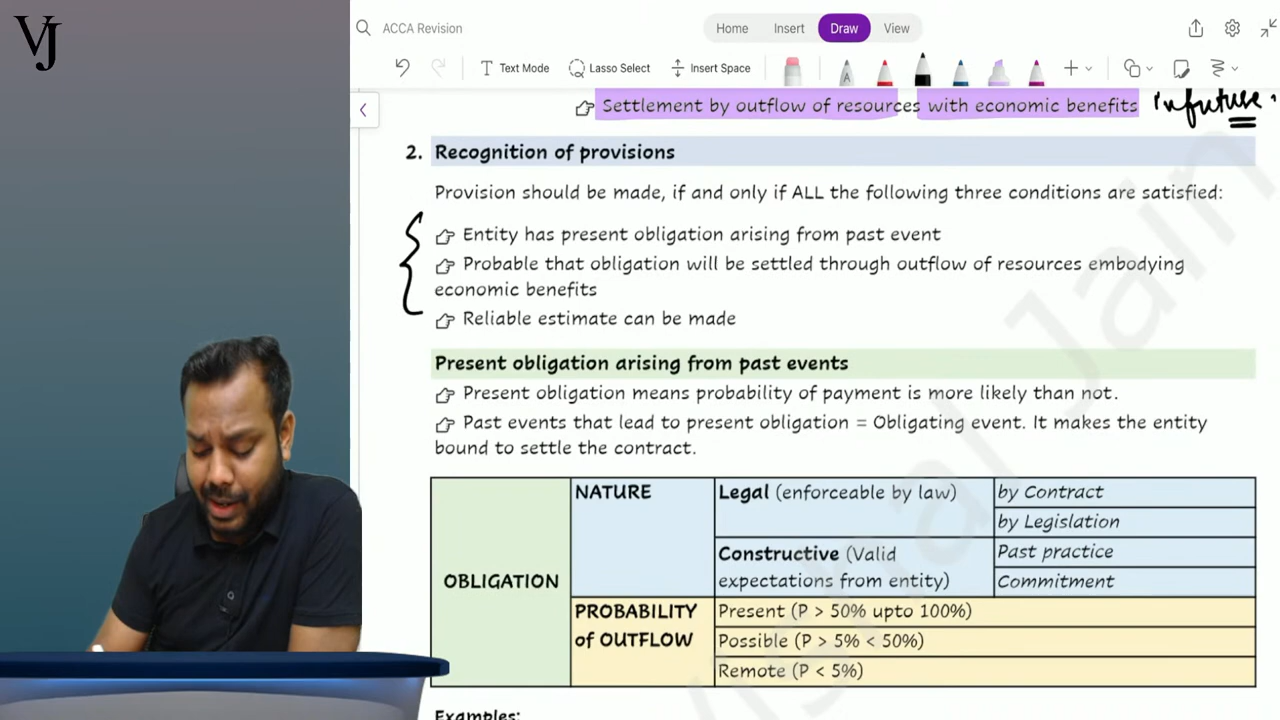 VJ
ACCA Revision
Home Insert Draw View
Text Mode Lasso Select Insert Space
Settlement by outflow of resources with economic benefits in future.
2. Recognition of provisions
Provision should be made, if and only if ALL the following three conditions are satisfied:
Entity has present obligation arising from past event
Probable that obligation will be settled through outflow of resources embodying
economic benefits
Reliable estimate can be made
Present obligation arising from past events
Present obligation means probability of payment is more likely than not.
Past events that lead to present obligation = Obligating event. It makes the entity
bound to settle the contract.
OBLIGATION
NATURE
Legal (enforceable by law)
by Contract
by Legislation
Constructive (Valid
expectations from entity)
Past practice
Commitment
PROBABILITY
of OUTFLOW
Present (P > 50% upto 100%)
Possible (P > 5% < 50%)
Remote (P < 5%)
Examples:
Vishal Jain